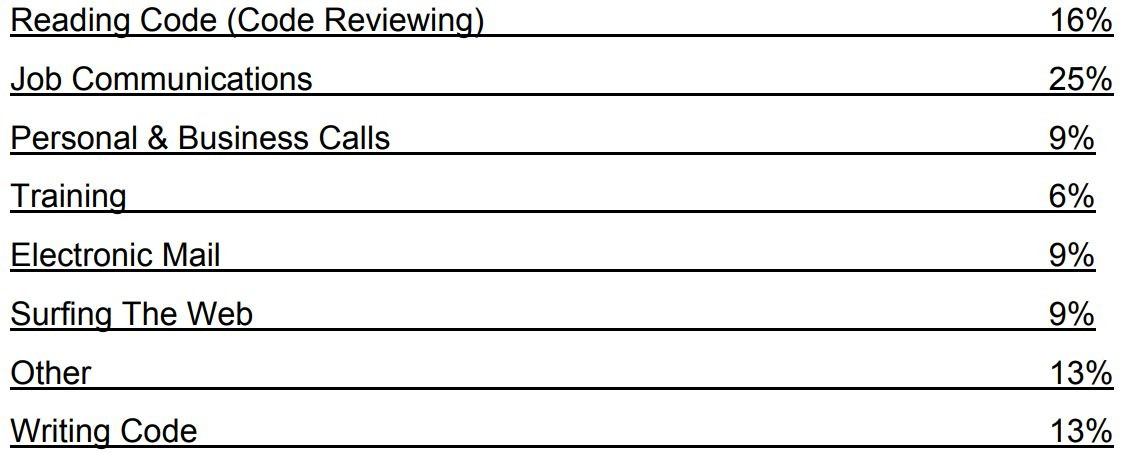 Reading Code (Code Reviewing) 16%
Job Communications 25%
Personal & Business Calls 9%
Training 6%
Electronic Mail 9%
Surfing The Web 9%
Other 13%
Writing Code 13%